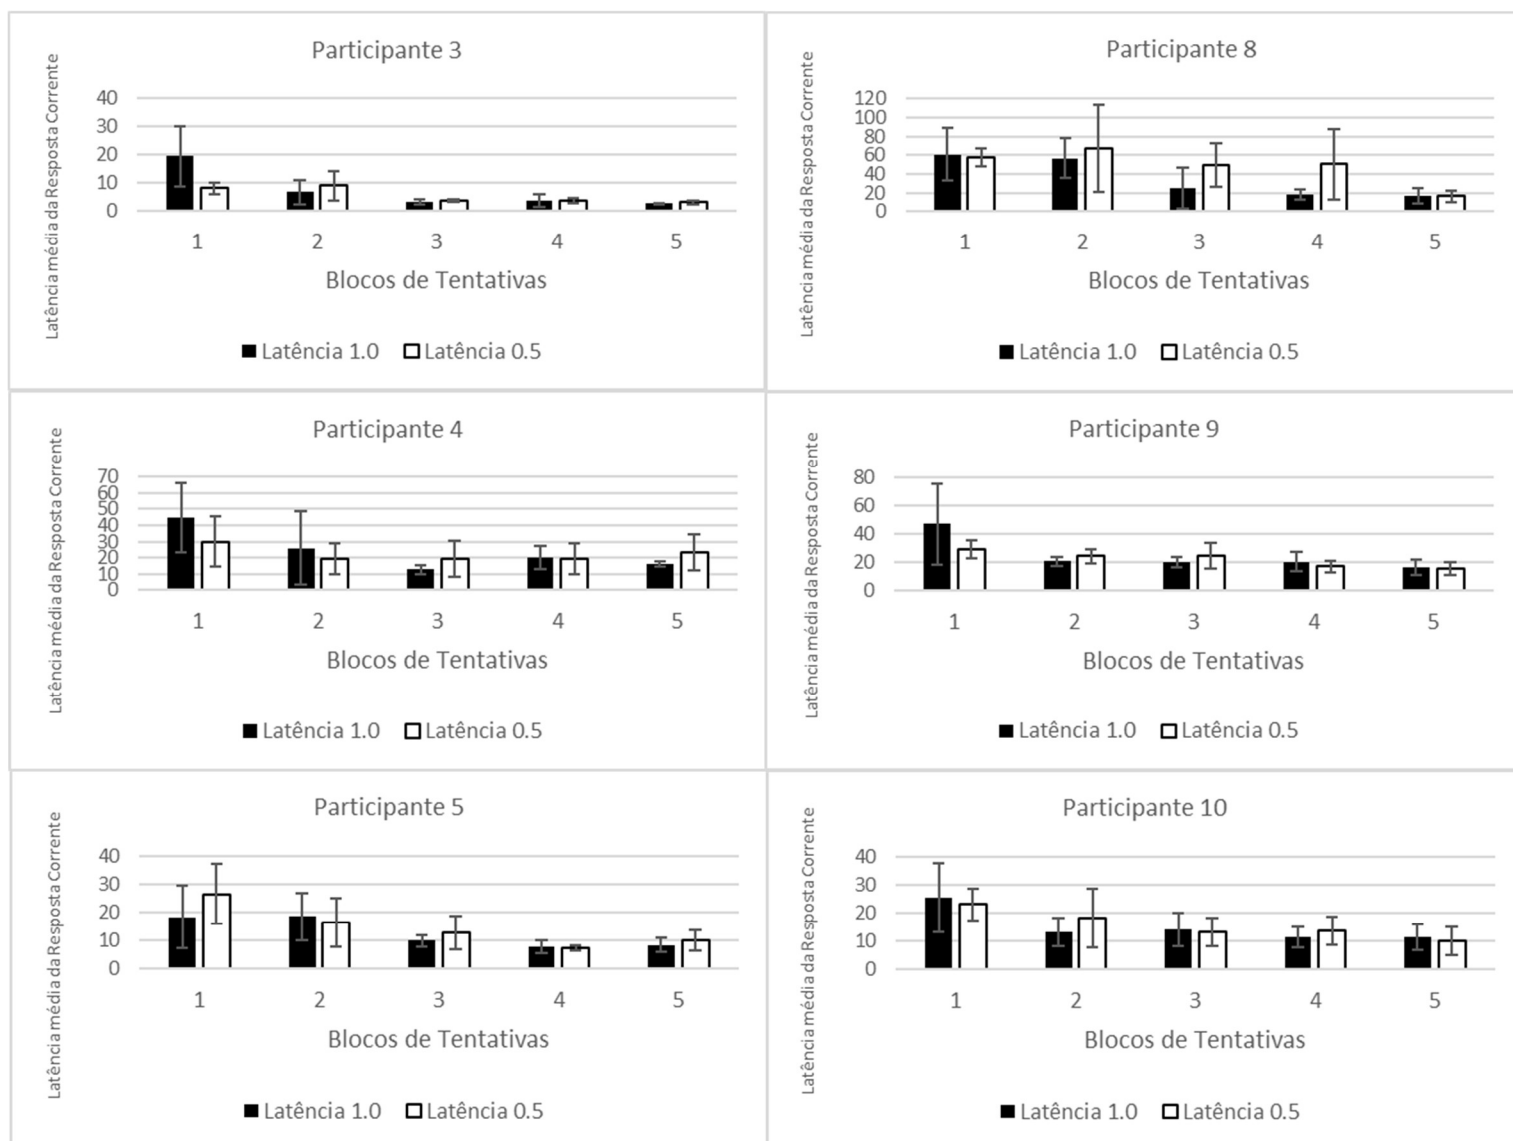 Participante 3
Latência média da Resposta Corrente
40
30
20
10
0
1 2 3 4 5
Blocos de Tentativas
Latência 1.0 Latência 0.5
Participante 8
Latência média da Resposta Corrente
120
100
80
60
40
20
0
1 2 3 4 5
Blocos de Tentativas
Latência 1.0 Latência 0.5
Participante 4
Latência média da Resposta Corrente
70
60
50
40
30
20
10
0
1 2 3 4 5
Blocos de Tentativas
Latência 1.0 Latência 0.5
Participante 9
Latência média da Resposta Corrente
80
60
40
20
0
1 2 3 4 5
Blocos de Tentativas
Latência 1.0 Latência 0.5
Participante 5
Latência média da Resposta Corrente
40
30
20
10
0
1 2 3 4 5
Blocos de Tentativas
Latência 1.0 Latência 0.5
Participante 10
Latência média da Resposta Corrente
40
30
20
10
0
1 2 3 4 5
Blocos de Tentativas
Latência 1.0 Latência 0.5